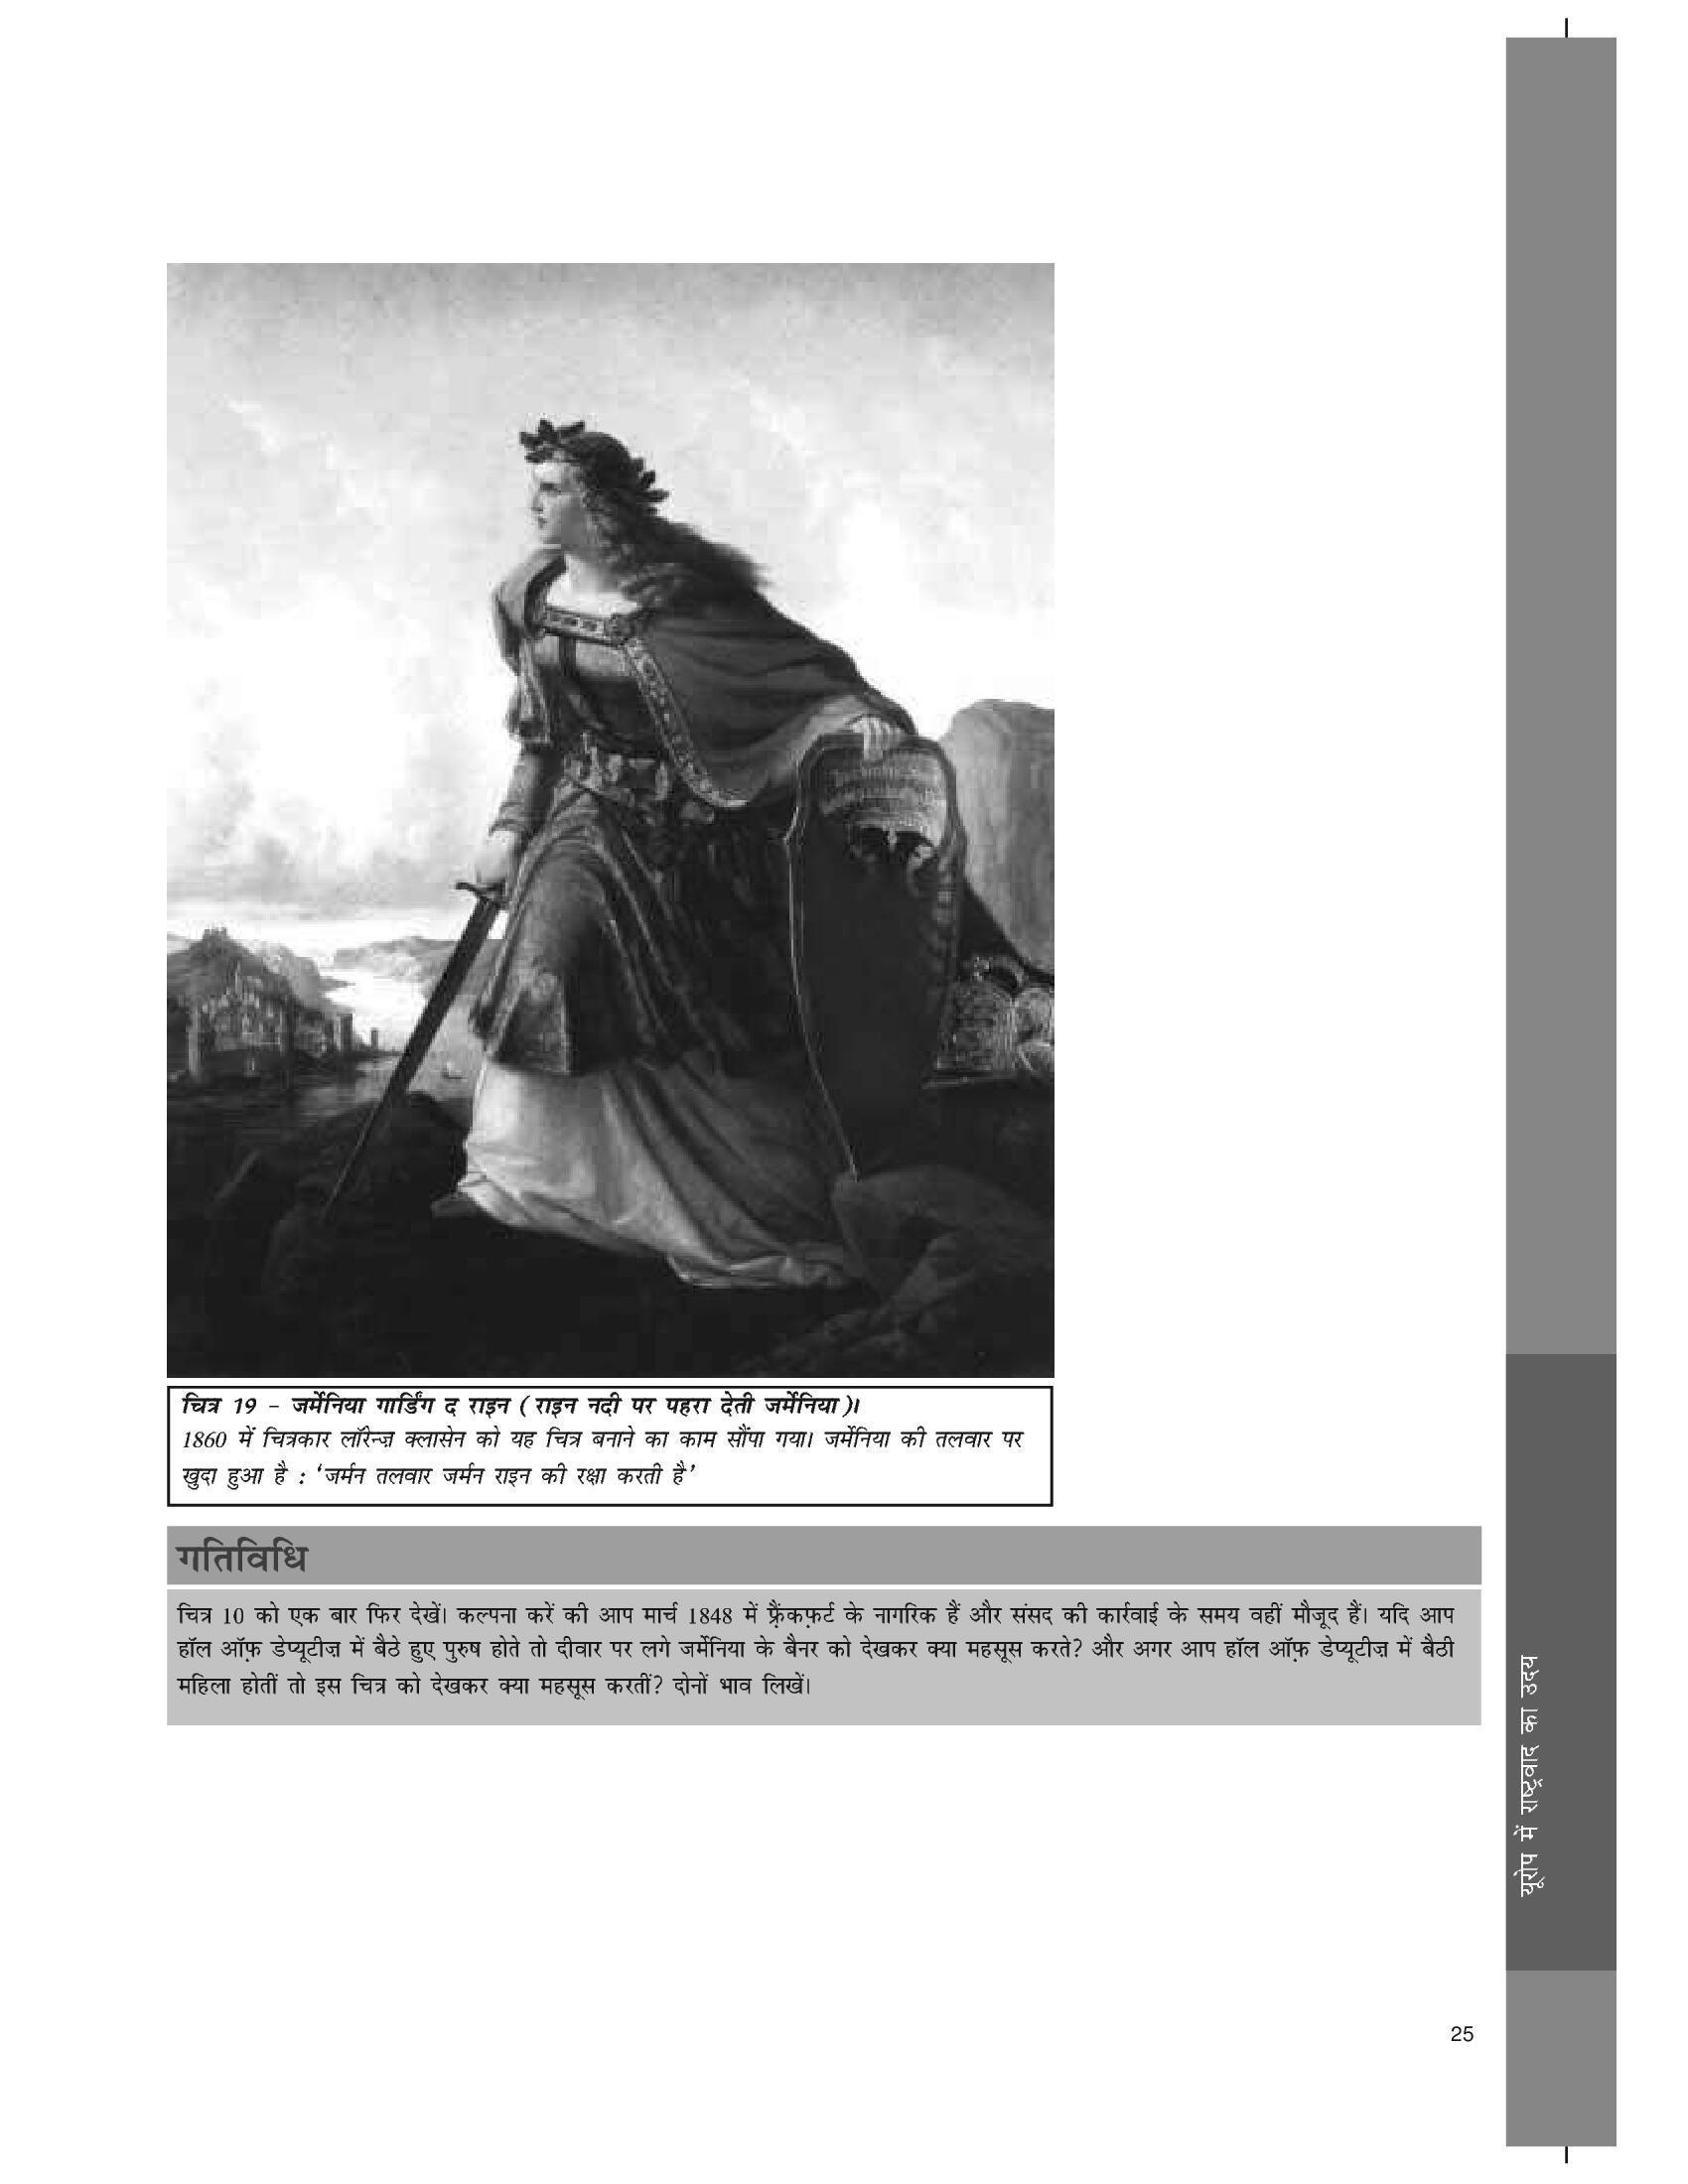 चित्र 19 – जर्मेनिया गार्डिंग द राइन (राइन नदी पर पहरा देती जर्मेनिया)।
1860 में चित्रकार लॉरेन्ज़ क्लासेन को यह चित्र बनाने का काम सौंपा गया। जर्मेनिया की तलवार पर
खुदा हुआ है : ‘जर्मन तलवार जर्मन राइन की रक्षा करती है’
गतिविधि
चित्र 10 को एक बार फिर देखें। कल्पना करें की आप मार्च 1848 में फ़्रैंकफ़र्ट के नागरिक हैं और संसद की कार्रवाई के समय वहीं मौजूद हैं। यदि आप
हॉल ऑफ़ डेप्यूटीज़ में बैठे हुए पुरुष होते तो दीवार पर लगे जर्मेनिया के बैनर को देखकर क्या महसूस करते? और अगर आप हॉल ऑफ़ डेप्यूटीज़ में बैठी
महिला होतीं तो इस चित्र को देखकर क्या महसूस करतीं? दोनों भाव लिखें।
यूरोप में राष्ट्रवाद का उदय
25